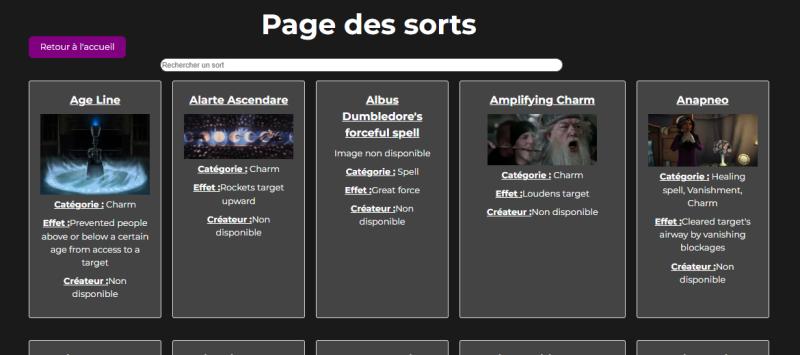 Page des sorts
Retour à l'accueil
Rechercher un sort
Age Line
Catégorie : Charm
Effet :Prevented people
above or below a certain
age from access to a
target
Créateur :Non
disponible
Alarte Ascendare
Catégorie : Charm
Effet :Rockets target
upward
Créateur :Non
disponible
Albus
Dumbledore's
forceful spell
Image non disponible
Catégorie : Spell
Effet :Great force
Créateur :Non
disponible
Amplifying Charm
Catégorie : Charm
Effet :Loudens target
Créateur :Non disponible
Anapneo
Catégorie : Healing
spell, Vanishment,
Charm
Effet :Cleared target's
airway by vanishing
blockages
Créateur :Non
disponible